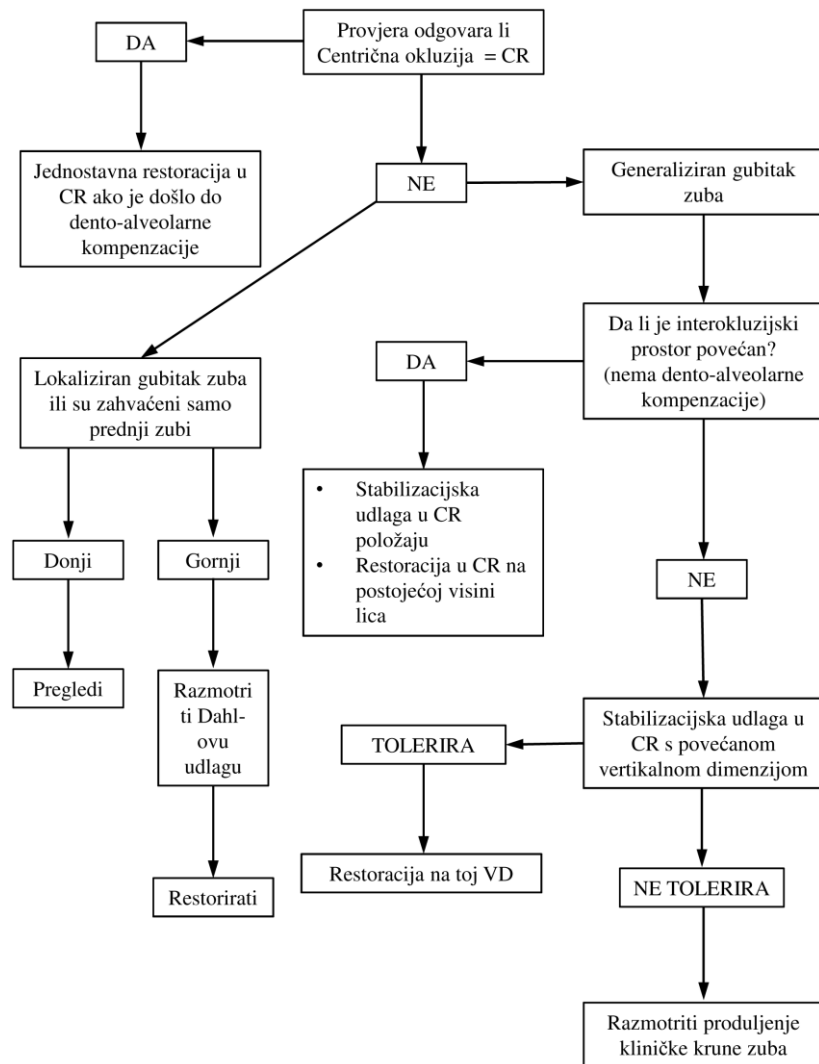 Provjera odgovara li
Centrična okluzija = CR
DA
Jednostavna restoracija u
CR ako je došlo do
dento-alveolarne
kompenzacije
NE
Generaliziran gubitak
zuba
Da li je interokluzijski
prostor povećan?
(nema dento-alveolarne
kompenzacije)
DA
Lokaliziran gubitak zuba
ili su zahvaćeni samo
prednji zubi
• Stabilizacijska
udlaga u CR
položaju
• Restoracija u CR na
postojećoj visini
lica
Donji
Gornji
NE
Pregledi
Razmotri
ti Dahl-
ovu
udlagu
Stabilizacijska udlaga u
CR s povećanom
vertikalnom dimenzijom
TOLERIRA
Restoracija na toj VD
Restorirati
NE TOLERIRA
Razmotriti produljenje
kliničke krune zuba